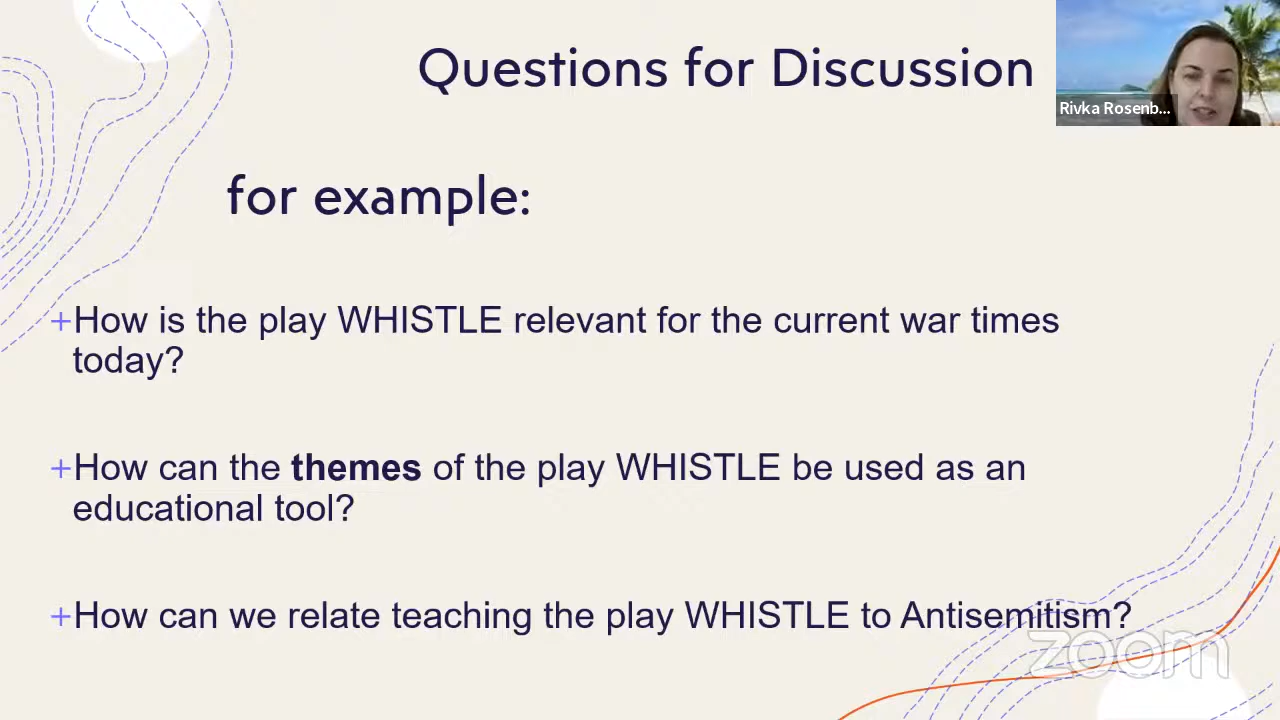 Questions for Discussion
Rivka Rosenb...
for example:
+How is the play WHISTLE relevant for the current war times
today?
+How can the themes of the play WHISTLE be used as an
educational tool?
+How can we relate teaching the play WHISTLE to Antisemitism?
zoom